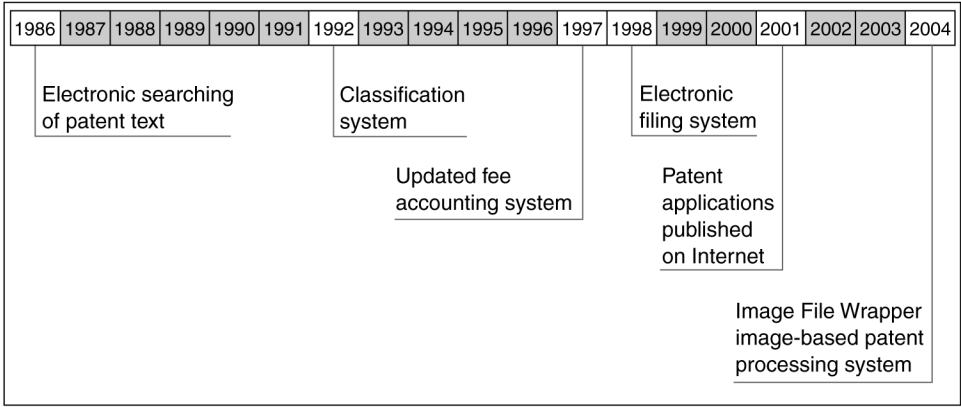 1986 1987 1988 1989 1990 1991 1992 1993 1994 1995 1996 1997 1998 1999 2000 2001 2002 2003 2004
Electronic searching
of patent text
Classification
system
Electronic
filing system
Updated fee
accounting system
Patent
applications
published
on Internet
Image File Wrapper
image-based patent
processing system